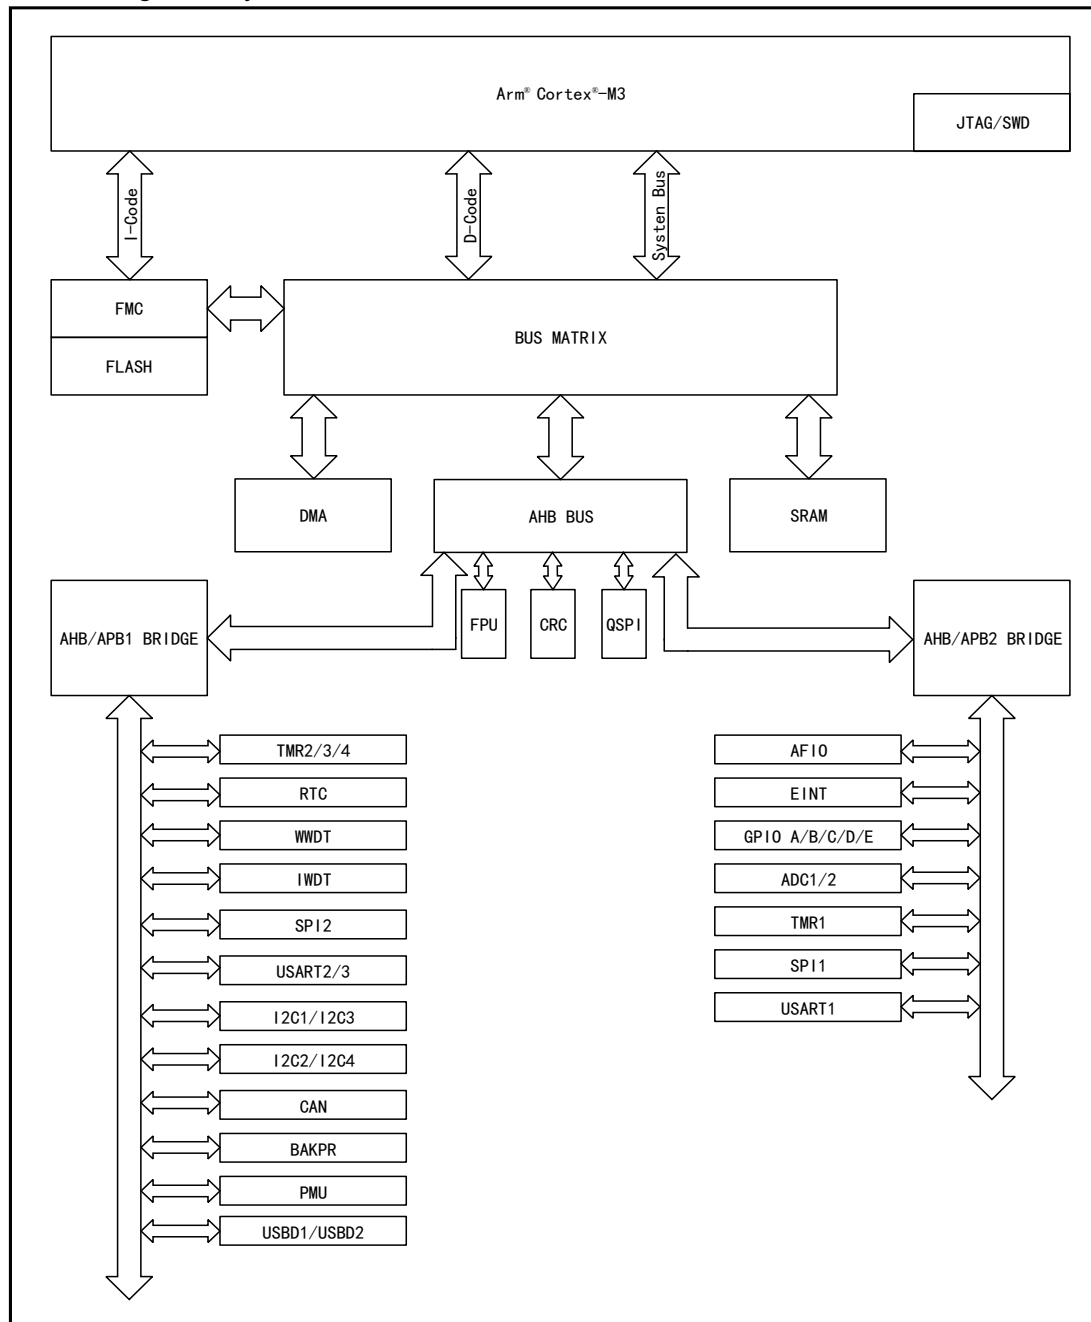 Arm® Cortex®-M3
JTAG/SWD
I-Code
D-Code
Systen Bus
FMC
FLASH
BUS MATRIX
DMA
AHB BUS
SRAM
AHB/APB1 BRIDGE
FPU
CRC
QSPI
AHB/APB2 BRIDGE
TMR2/3/4
RTC
WWDT
IWDT
SPI2
USART2/3
I2C1/I2C3
I2C2/I2C4
CAN
BAKPR
PMU
USBD1/USBD2
AFIO
EINT
GPIO A/B/C/D/E
ADC1/2
TMR1
SPI1
USART1